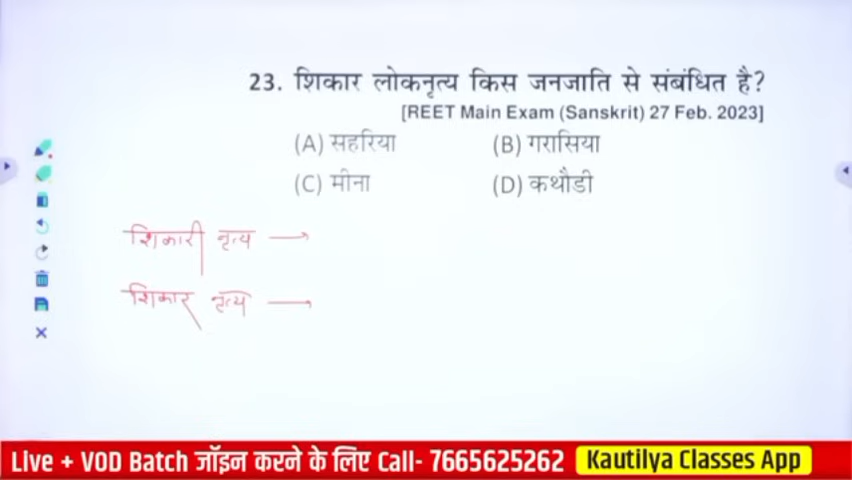 23. शिकार लोकनृत्य किस जनजाति से संबंधित है?
[REET Main Exam (Sanskrit) 27 Feb. 2023]
(A) सहरिया (B) गरासिया
(C) मीना (D) कथौडी
शिकारी नृत्य →
शिकार नृत्य →
Live + VOD Batch जॉइन करने के लिए Call- 7665625262 Kautilya Classes App